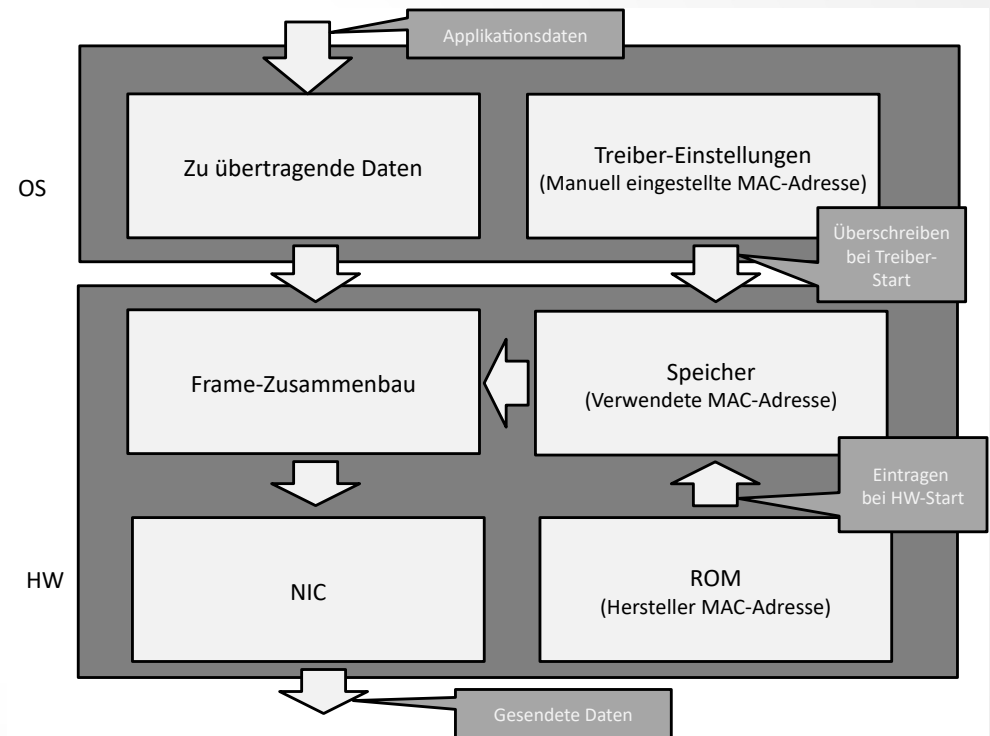 Applikationsdaten
Zu übertragende Daten
Treiber-Einstellungen
(Manuell eingestellte MAC-Adresse)
OS
Überschreiben
bei Treiber-
Start
Frame-Zusammenbau
Speicher
(Verwendete MAC-Adresse)
Eintragen
bei HW-Start
HW
NIC
ROM
(Hersteller MAC-Adresse)
Gesendete Daten